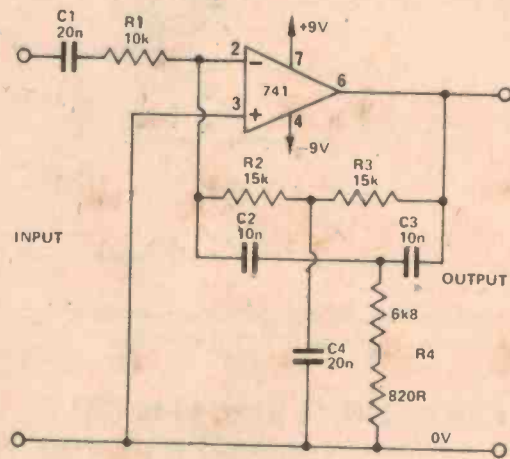 C1
20n
R1
10k
+9V
2
7
6
741
3
4
-9V
R2
15k
R3
15k
C2
10n
C3
10n
INPUT
OUTPUT
6k8
R4
C4
20n
820R
0V